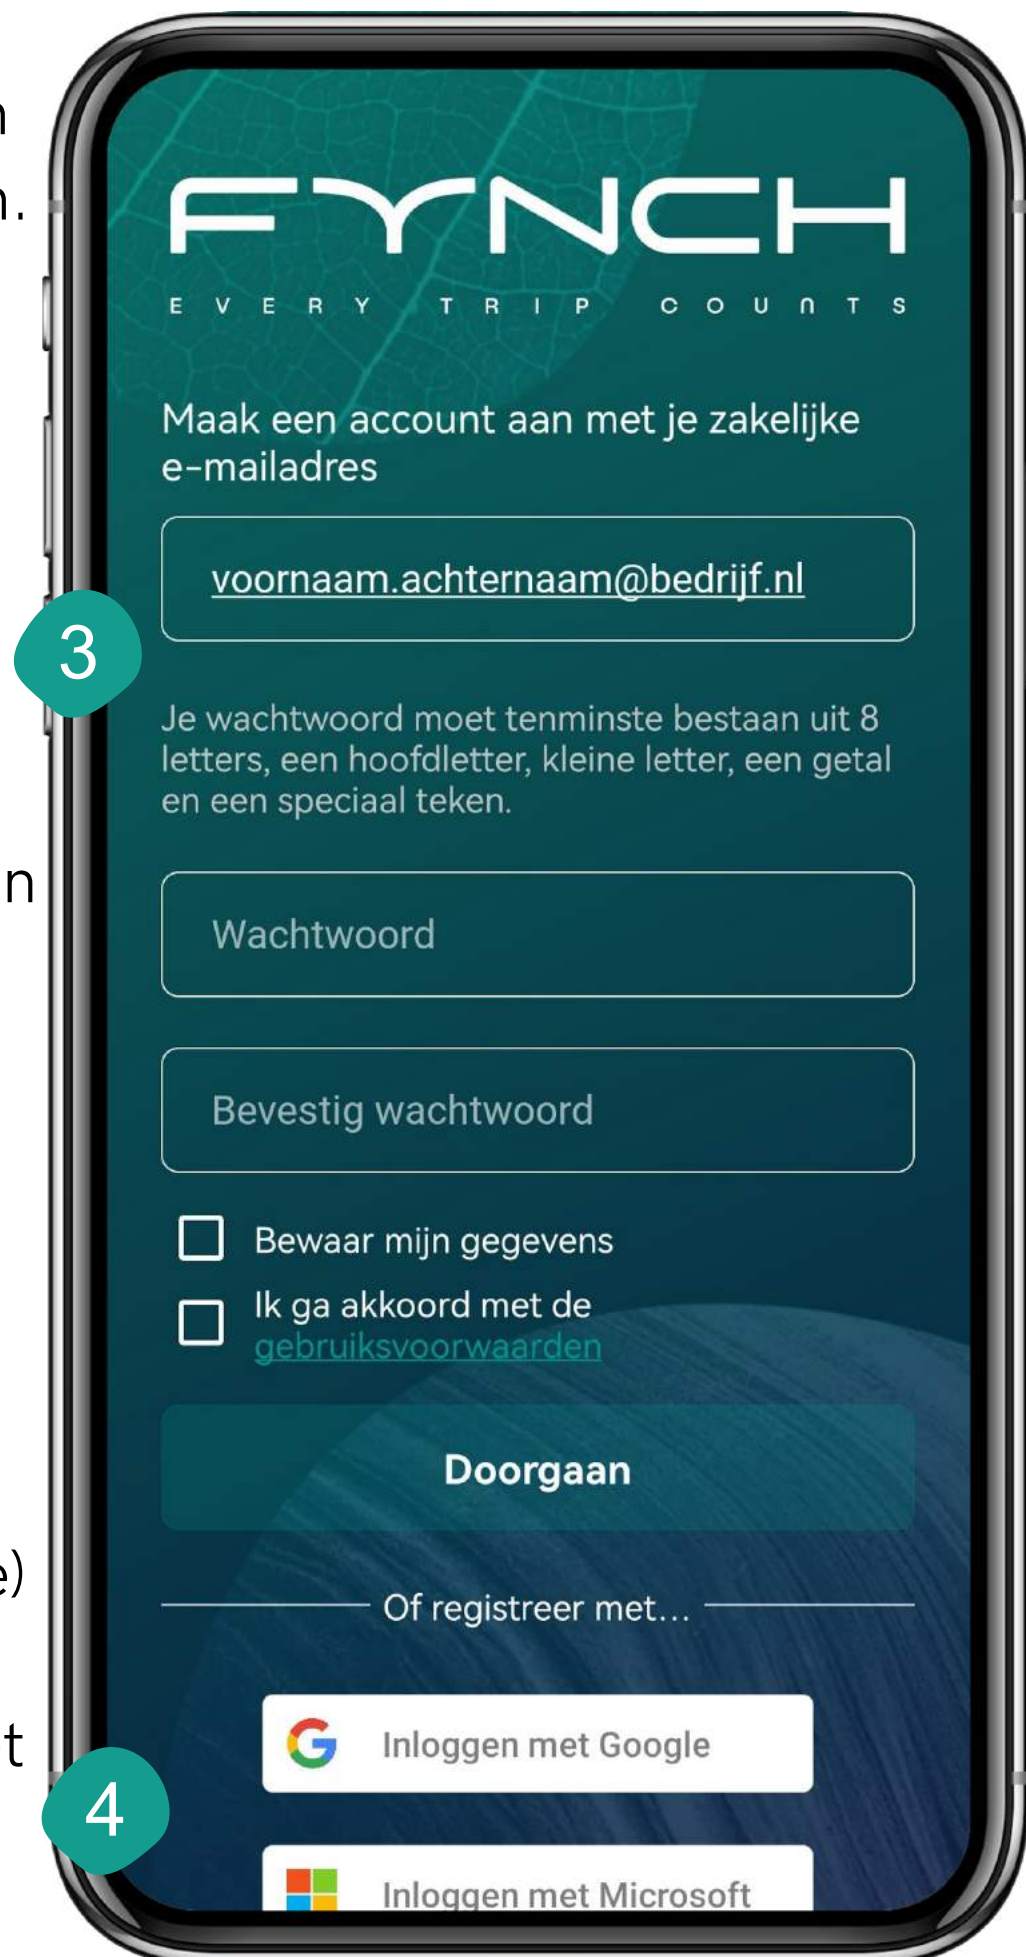 FYNCH
EVERY TRIP COUNTS
Maak een account aan met je zakelijke
e-mailadres
voornaam.achternaam@bedrijf.nl
3
Je wachtwoord moet tenminste bestaan uit 8
letters, een hoofdletter, kleine letter, een getal
en een speciaal teken.
Wachtwoord
Bevestig wachtwoord
Bewaar mijn gegevens
Ik ga akkoord met de
gebruiksvoorwaarden
Doorgaan
Of registreer met...
Inloggen met Google
4
Inloggen met Microsoft